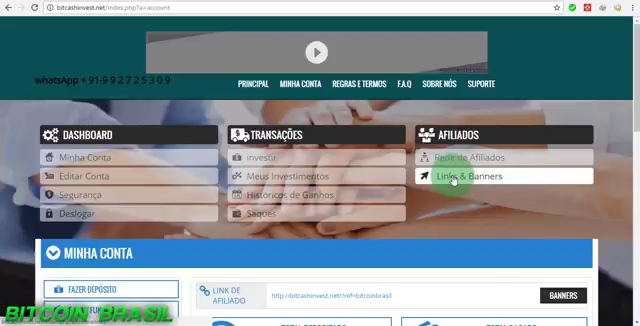 bitcashinvest.net/index.php?a=account
whatsApp + 91-9 9 2 7 2 5 3 0 9
PRINCIPAL MINHA CONTA REGRAS E TERMOS F.A.Q SOBRE NÓS SUPORTE
DASHBOARD
Minha Conta
Editar Conta
Segurança
Deslogar
TRANSAÇÕES
investir
Meus Investimentos
Históricos de Ganhos
Saques
AFILIADOS
Rede de Afiliados
Links & Banners
MINHA CONTA
FAZER DEPÓSITO
LINK DE
AFILIADO
http://bitcashinvest.net/?ref=bitcoinbrasil
BANNERS
BITCOIN BRASIL